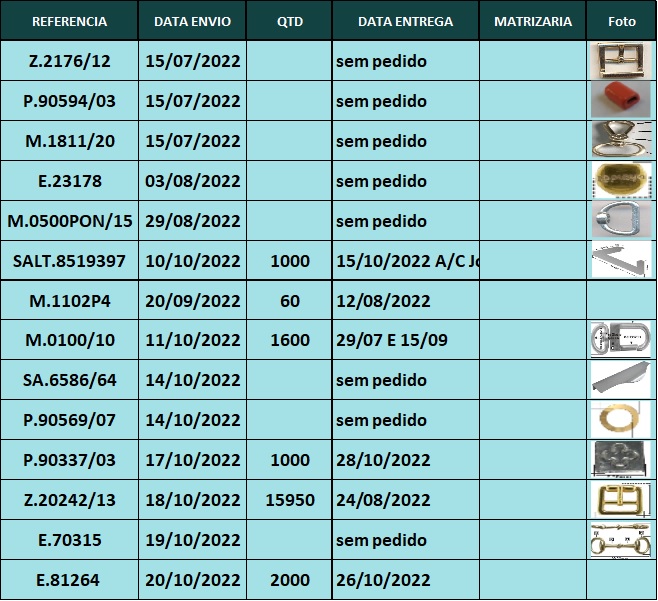 REFERENCIA DATA ENVIO QTD DATA ENTREGA MATRIZARIA Foto
Z.2176/12 15/07/2022 sem pedido
P.90594/03 15/07/2022 sem pedido
M.1811/20 15/07/2022 sem pedido
E.23178 03/08/2022 sem pedido
M.0500PON/15 29/08/2022 sem pedido
SALT.8519397 10/10/2022 1000 15/10/2022 A/C
M.1102P4 20/09/2022 60 12/08/2022
M.0100/10 11/10/2022 1600 29/07 E 15/09
SA.6586/64 14/10/2022 sem pedido
P.90569/07 14/10/2022 sem pedido
P.90337/03 17/10/2022 1000 28/10/2022
Z.20242/13 18/10/2022 15950 24/08/2022
E.70315 19/10/2022 sem pedido
E.81264 20/10/2022 2000 26/10/2022